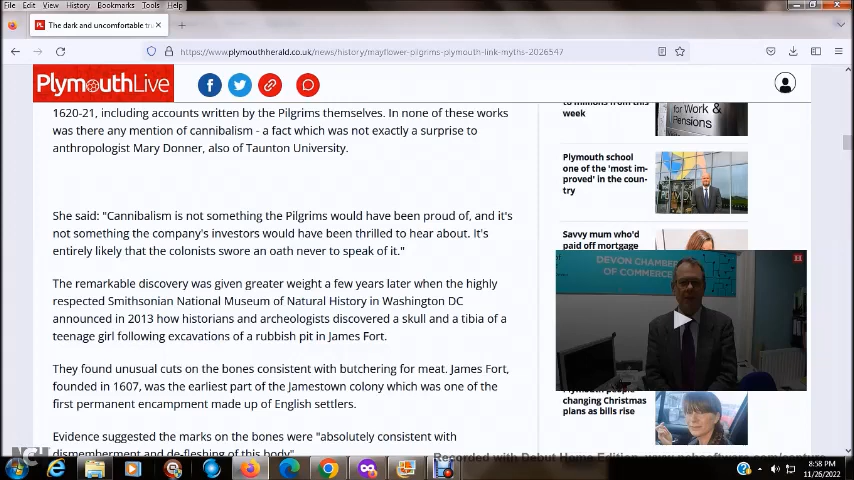 File Edit View History Bookmarks Tools Help
PL The dark and uncomfortable tru
https://www.plymouthherald.co.uk/news/history/mayflower-pilgrims-plymouth-link-myths-2026547
PlymouthLive
1620-21, including accounts written by the Pilgrims themselves. In none of these works
was there any mention of cannibalism - a fact which was not exactly a surprise to
anthropologist Mary Donner, also of Taunton University.
She said: "Cannibalism is not something the Pilgrims would have been proud of, and it's
not something the company's investors would have been thrilled to hear about. It's
entirely likely that the colonists swore an oath never to speak of it."
The remarkable discovery was given greater weight a few years later when the highly
respected Smithsonian National Museum of Natural History in Washington DC
announced in 2013 how historians and archeologists discovered a skull and a tibia of a
teenage girl following excavations of a rubbish pit in James Fort.
They found unusual cuts on the bones consistent with butchering for meat. James Fort,
founded in 1607, was the earliest part of the Jamestown colony which was one of the
first permanent encampment made up of English settlers.
Evidence suggested the marks on the bones were "absolutely consistent with
dismemberment and de-fleshing of this body"
to millions from this
week
for Work &
Pensions
Plymouth school
one of the 'most im-
proved' in the coun-
try
Savvy mum who'd
paid off mortgage
DEVON CHAMBER
OF COMMERCE
Plymouth people
changing Christmas
plans as bills rise
NCH
Recorded with Debut Home Edition
8:58 PM
11/26/2022